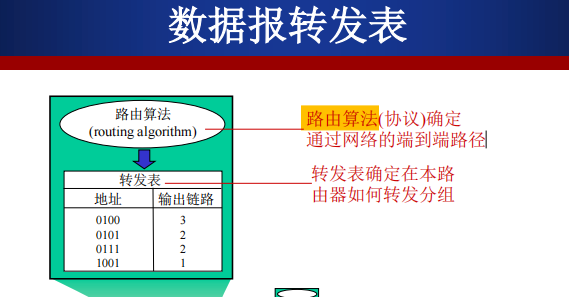 数据报转发表
路由算法
(routing algorithm)
路由算法(协议)确定
通过网络的端到端路径
转发表
转发表确定在本路
由器如何转发分组
地址 输出链路
0100 3
0101 2
0111 2
1001 1